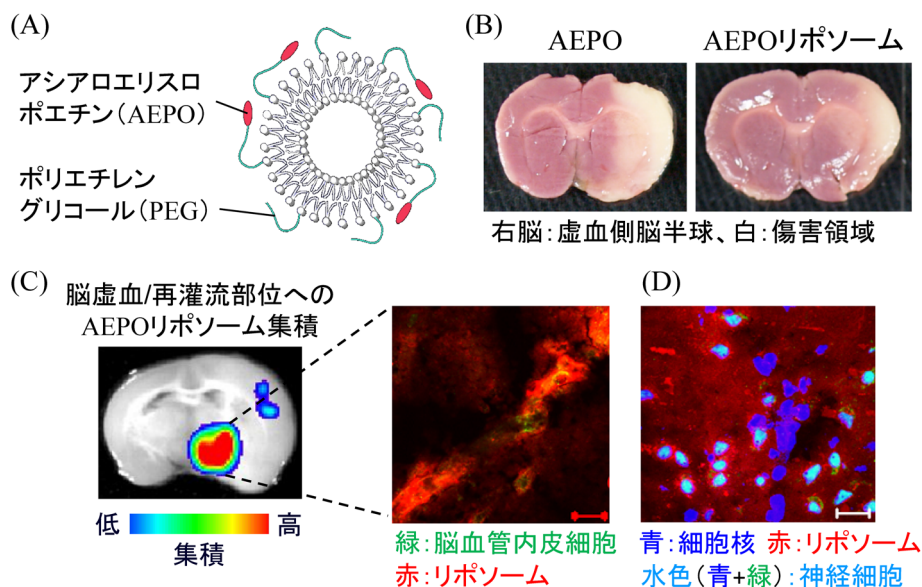 (A)
アシアロエリスロ
ポエチン(AEPO)
ポリエチレン
グリコール(PEG)
(B)
AEPO
AEPOリポソーム
右脳：虚血側脳半球、白：傷害領域
(C)
脳虚血/再灌流部位への
AEPOリポソーム集積
低
高
集積
緑：脳血管内皮細胞
赤：リポソーム
(D)
青：細胞核 赤：リポソーム
水色(青+緑)：神経細胞